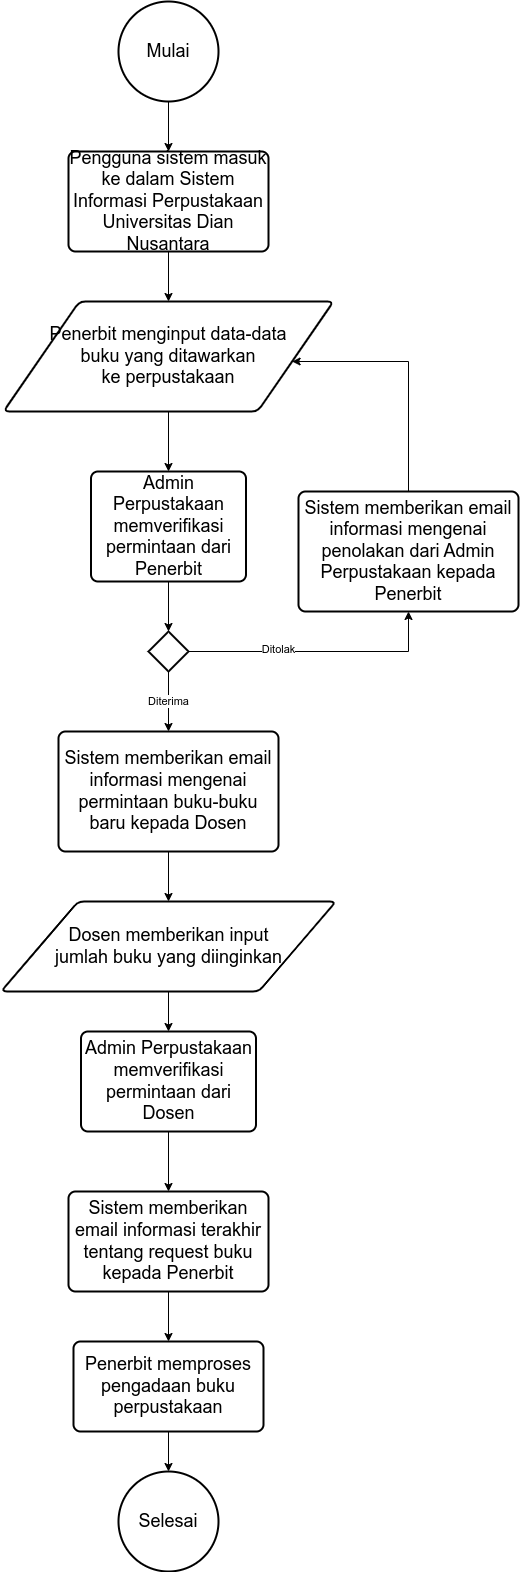 Mulai
Pengguna sistem masuk
ke dalam Sistem
Informasi Perpustakaan
Universitas Dian
Nusantara
Penerbit menginput data-data
buku yang ditawarkan
ke perpustakaan
Admin
Perpustakaan
memverifikasi
permintaan dari
Penerbit
Sistem memberikan email
informasi mengenai
penolakan dari Admin
Perpustakaan kepada
Penerbit
Ditolak
Diterima
Sistem memberikan email
informasi mengenai
permintaan buku-buku
baru kepada Dosen
Dosen memberikan input
jumlah buku yang diinginkan
Admin Perpustakaan
memverifikasi
permintaan dari
Dosen
Sistem memberikan
email informasi terakhir
tentang request buku
kepada Penerbit
Penerbit memproses
pengadaan buku
perpustakaan
Selesai